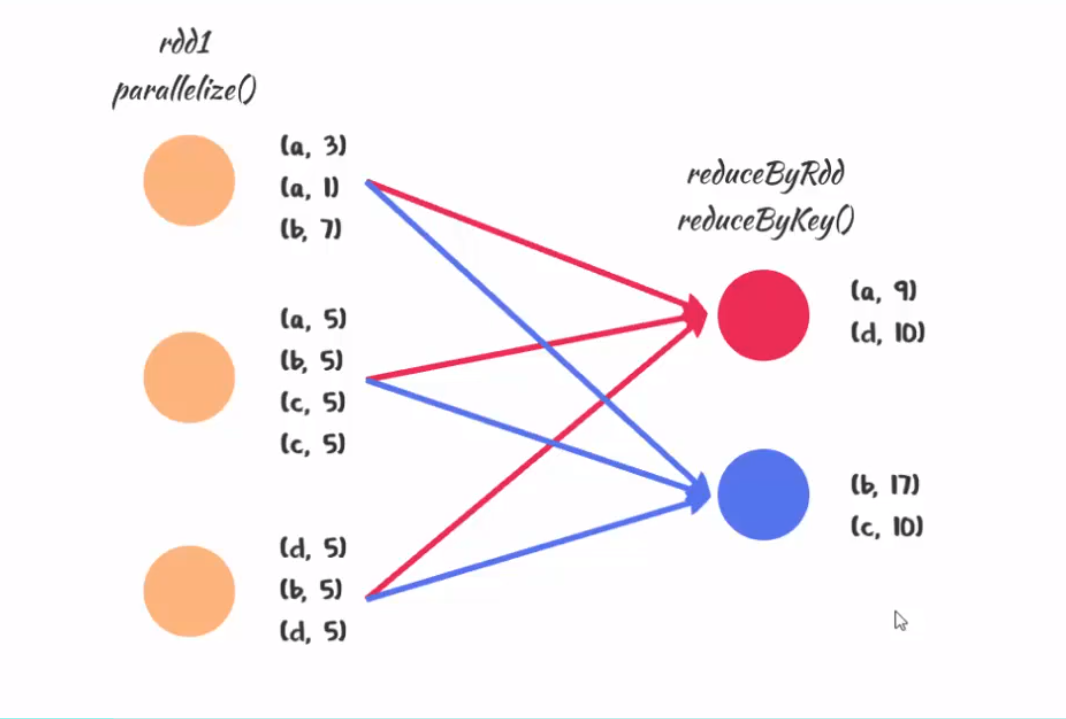 rdd1
parallelize()
(a, 3)
(a, 1)
(b, 7)
(a, 5)
(b, 5)
(c, 5)
(c, 5)
(d, 5)
(b, 5)
(d, 5)
reduceByRdd
reduceByKey()
(a, 9)
(d, 10)
(b, 17)
(c, 10)